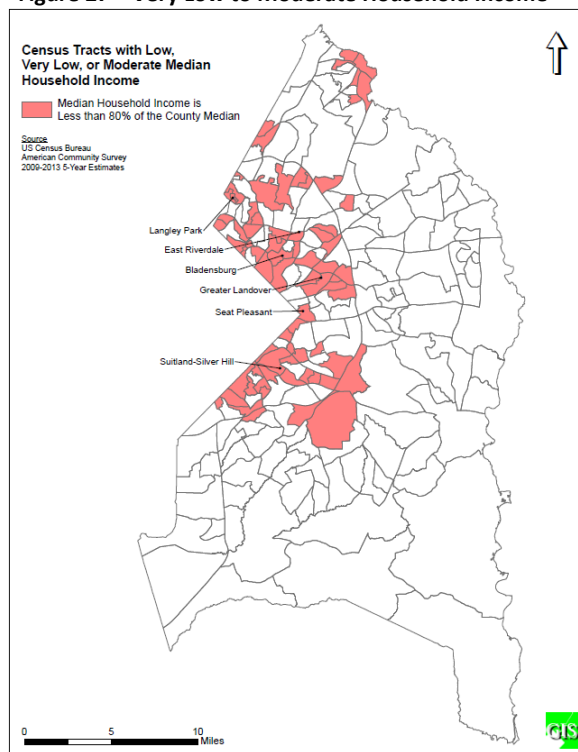 Census Tracts with Low,
Very Low, or Moderate Median
Household Income
Median Household Income is
Less than 80% of the County Median
Source
US Census Bureau
American Community Survey
2009-2013 5-Year Estimates
Langley Park
East Riverdale
Bladensburg
Greater Landover
Seat Pleasant
Suitland-Silver Hill
0 5 10
Miles
GIS